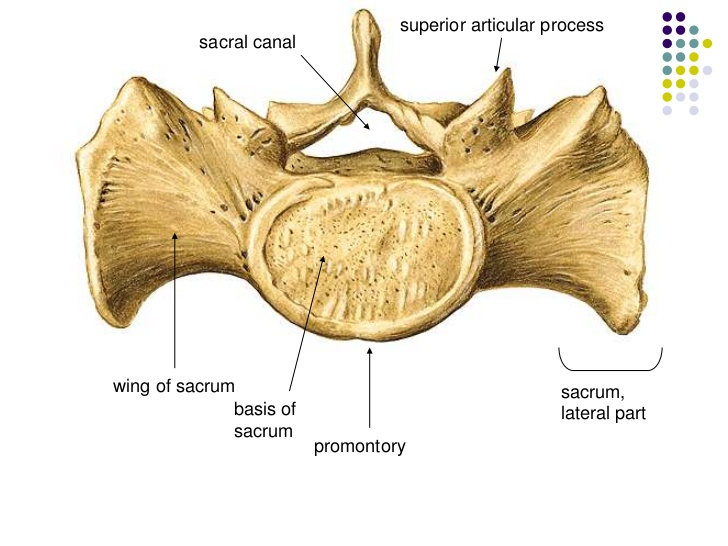 superior articular process
sacral canal
wing of sacrum
basis of
sacrum
promontory
sacrum,
lateral part